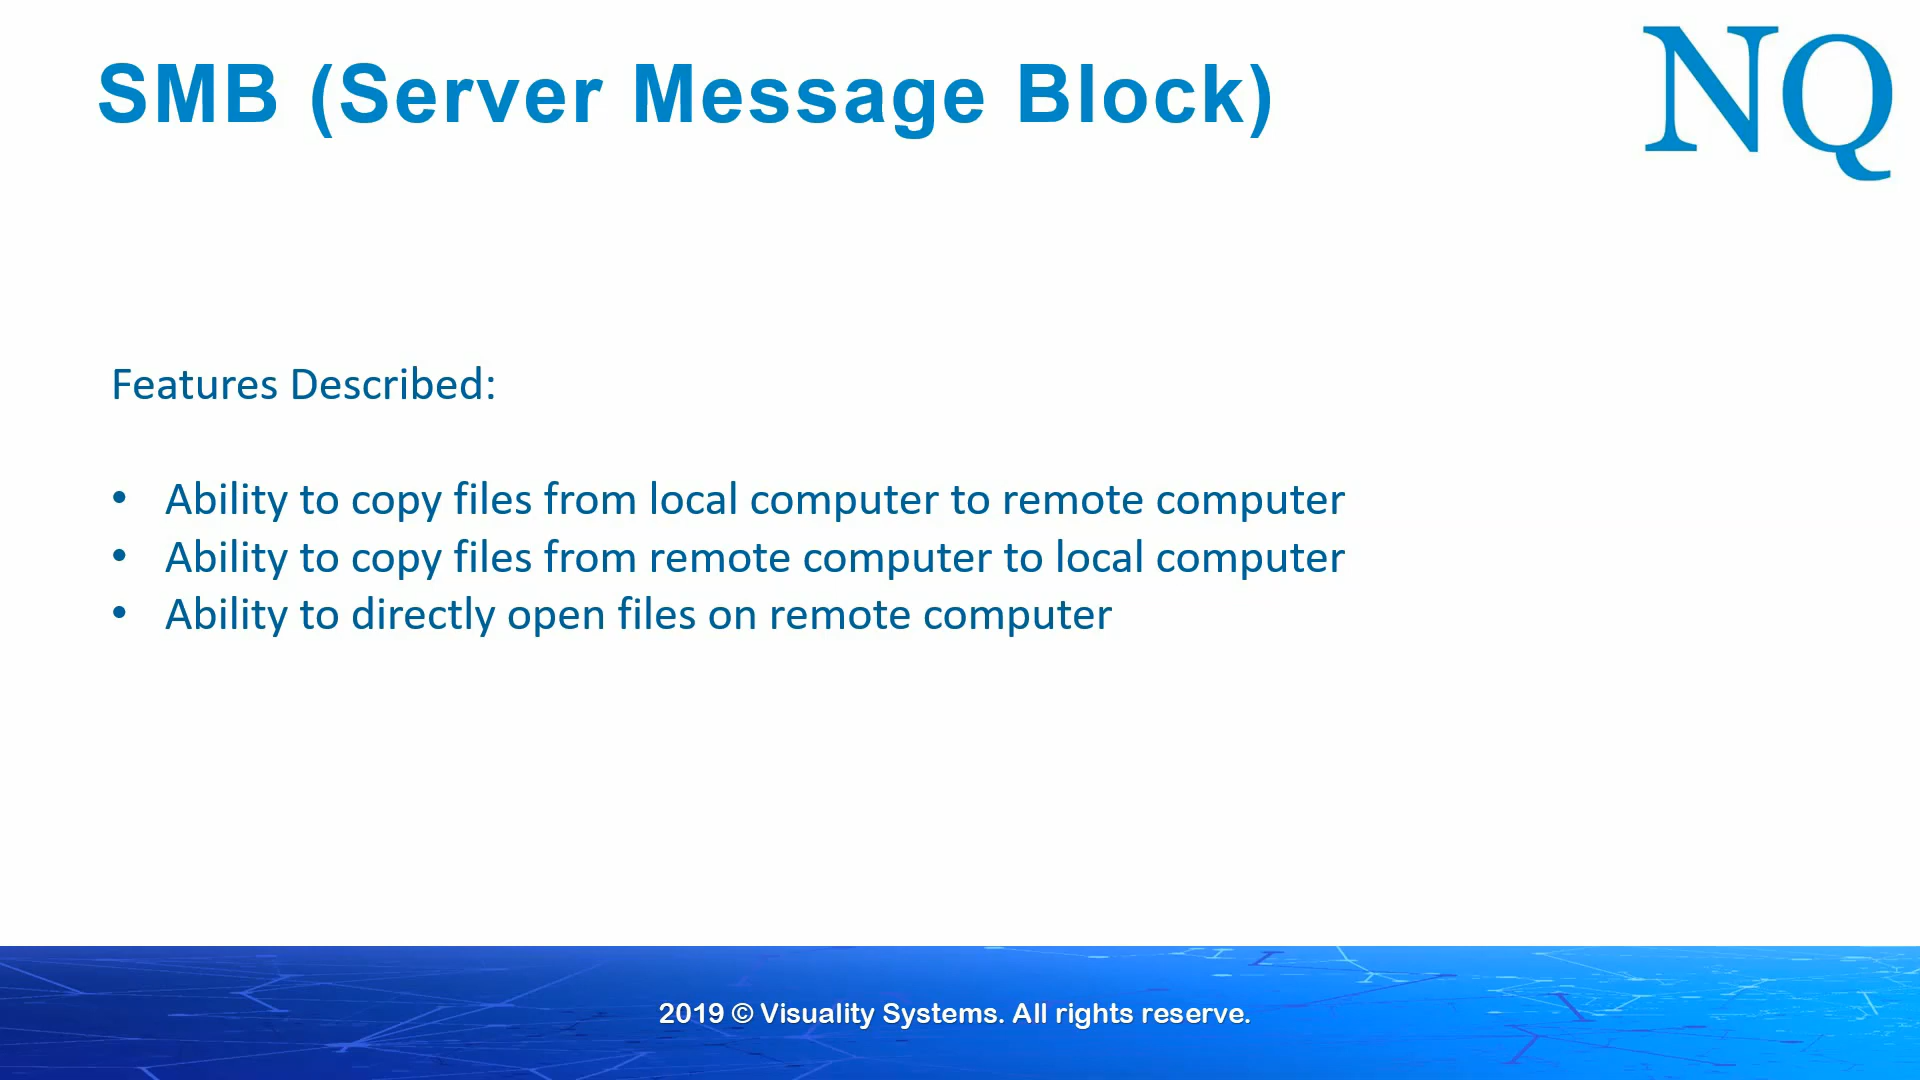 SMB (Server Message Block)
NQ
Features Described:
• Ability to copy files from local computer to remote computer
• Ability to copy files from remote computer to local computer
• Ability to directly open files on remote computer
2019 © Visuality Systems. All rights reserve.